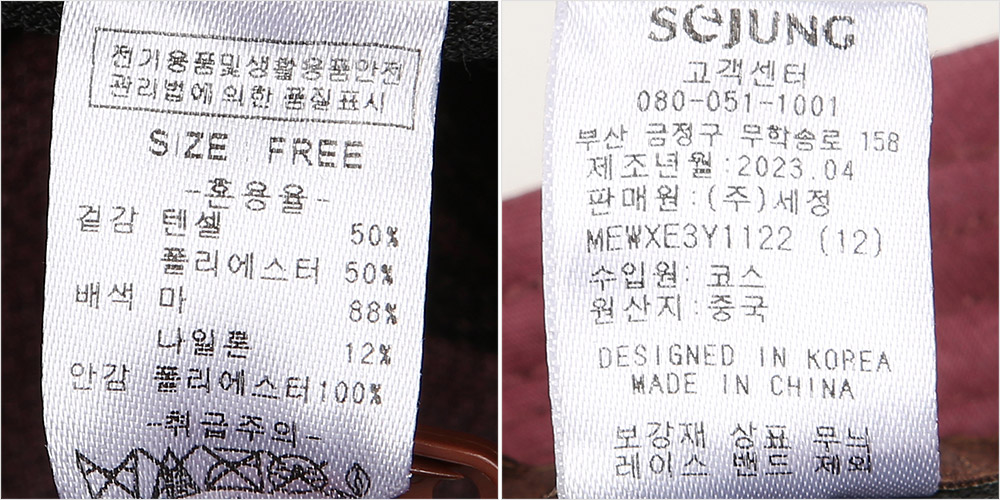 전기용품및생활용품안전
관리법에 의한 품질표시
SIZE FREE
-혼용율-
겉감 텐셀 50%
폴리에스터 50%
배색 마 88%
나일론 12%
안감 폴리에스터 100%
-취급주의-
SEJUNG
고객센터
080-051-1001
부산 금정구 무학송로 158
제조년월:2023.04
판매원:(주)세정
MEWXE3Y1122 (12)
수입원: 코스
원산지:중국
DESIGNED IN KOREA
MADE IN CHINA
보강재 상표 무늬
레이스 밴드 제외